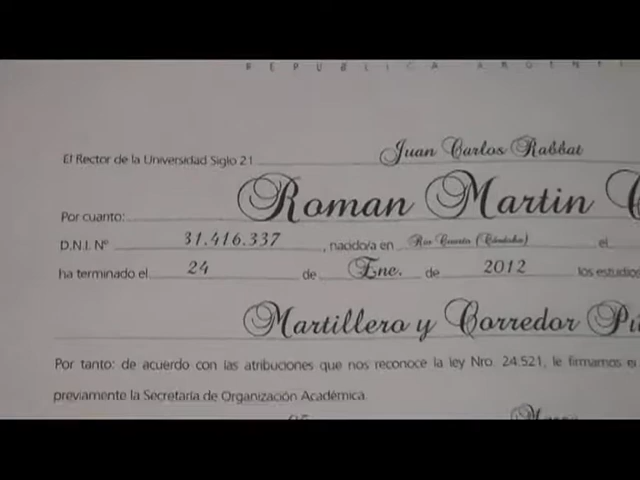 REPUBLICA ARGENTI
El Rector de la Universidad Siglo 21 Juan Carlos Rabbat
Por cuanto: Roman Martin
D.N.I. Nº 31.416.337, nacido/a en Rio Cuarto (Córdoba) el
ha terminado el 24 de Ene. de 2012 los estudios
Martillero y Corredor Pú
Por tanto: de acuerdo con las atribuciones que nos reconoce la ley Nro. 24.521, le firmamos el
previamente la Secretaría de Organización Académica.